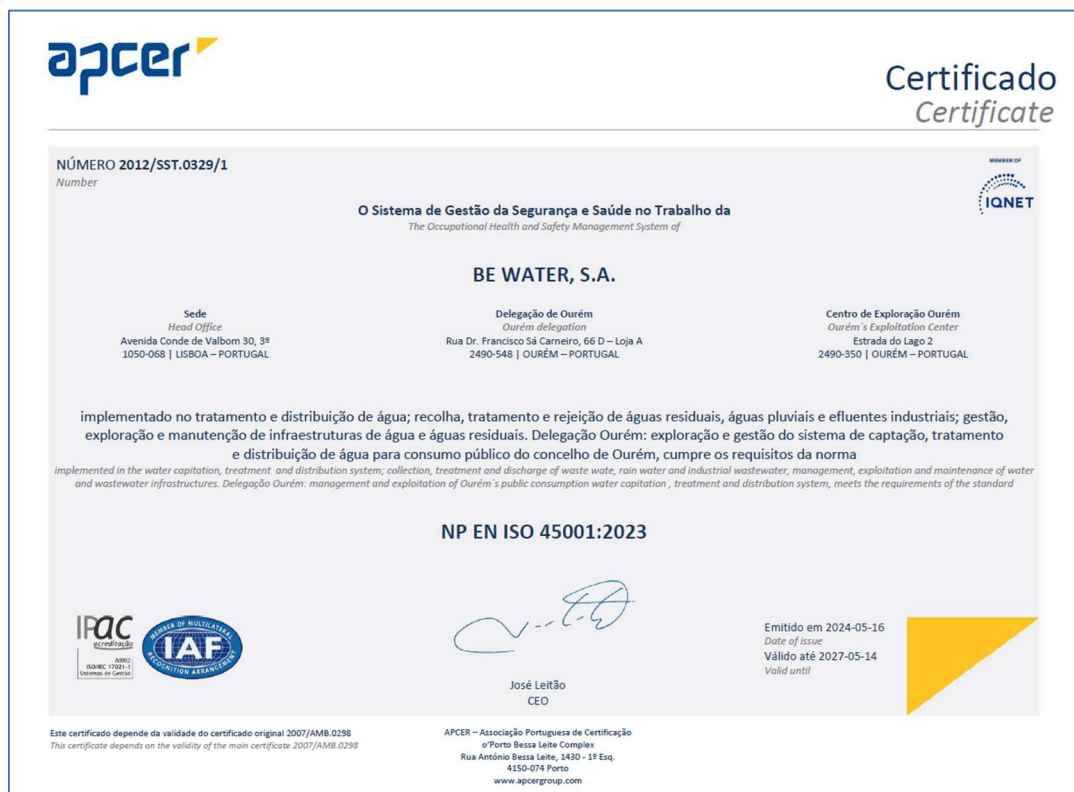 apcer
Certificado
Certificate
NÚMERO 2012/SST.0329/1
Number
MEMBER OF
IQNET
O Sistema de Gestão da Segurança e Saúde no Trabalho da
The Occupational Health and Safety Management System of
BE WATER, S.A.
Sede
Head Office
Avenida Conde de Valbom 30, 3º
1050-068 | LISBOA – PORTUGAL
Delegação de Ourém
Ourém delegation
Rua Dr. Francisco Sá Carneiro, 66 D – Loja A
2490-548 | OURÉM – PORTUGAL
Centro de Exploração Ourém
Ourém´s Exploitation Center
Estrada do Lago 2
2490-350 | OURÉM – PORTUGAL
implementado no tratamento e distribuição de água; recolha, tratamento e rejeição de águas residuais, águas pluviais e efluentes industriais; gestão,
exploração e manutenção de infraestruturas de água e águas residuais. Delegação Ourém: exploração e gestão do sistema de captação, tratamento
e distribuição de água para consumo público do concelho de Ourém, cumpre os requisitos da norma
implemented in the water capitation, treatment and distribution system; collection, treatment and discharge of waste wate, rain water and industrial wastewater, management, exploitation and maintenance of water
and wastewater infrastructures. Delegação Ourém: management and exploitation of Ourém´s public consumption water capitation , treatment and distribution system, meets the requirements of the standard
NP EN ISO 45001:2023
IPAC
acreditação
A0002
ISO/IEC 17021-1
Sistemas de Gestão
MEMBER OF MULTILATERAL
IAF
RECOGNITION ARRANGEMENT
José Leitão
CEO
Emitido em 2024-05-16
Date of issue
Válido até 2027-05-14
Valid until
Este certificado depende da validade do certificado original 2007/AMB.0298
This certificate depends on the validity of the main certificate 2007/AMB.0298
APCER – Associação Portuguesa de Certificação
o'Porto Bessa Leite Complex
Rua António Bessa Leite, 1430 - 1º Esq.
4150-074 Porto
www.apcergroup.com